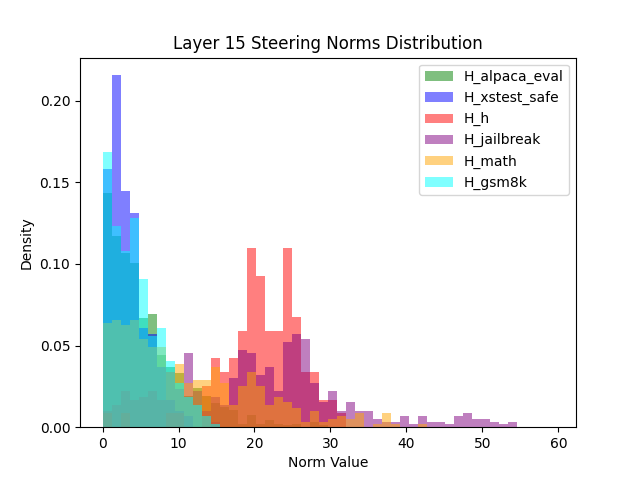 Layer 15 Steering Norms Distribution
H_alpaca_eval
H_xstest_safe
H_h
H_jailbreak
H_math
H_gsm8k
Density
0.20
0.15
0.10
0.05
0.00
0 10 20 30 40 50 60
Norm Value